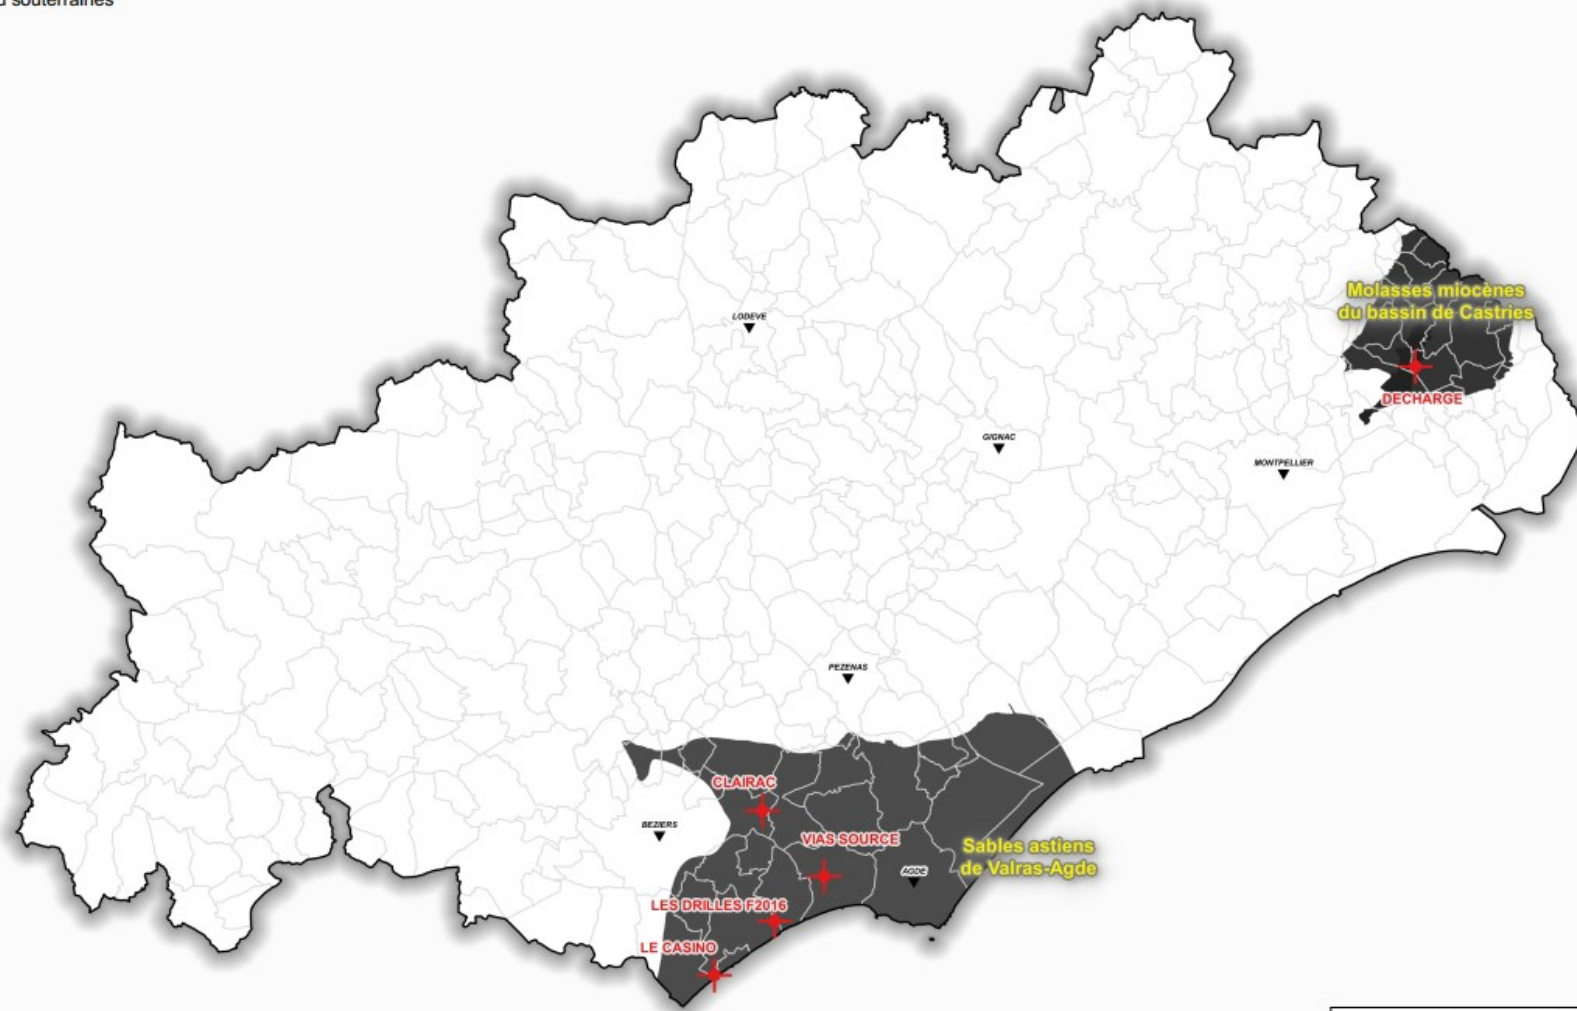 souterraines
Molasses miocènes
du bassin de Castries
LODEVE
DECHARGE
GIGNAC
MONTPELLIER
PEZENAS
CLAIRAC
BEZIERS
VIAS SOURCE
Sables astiens
de Valras-Agde
AGDE
LES DRILLES F2016
LE CASINO